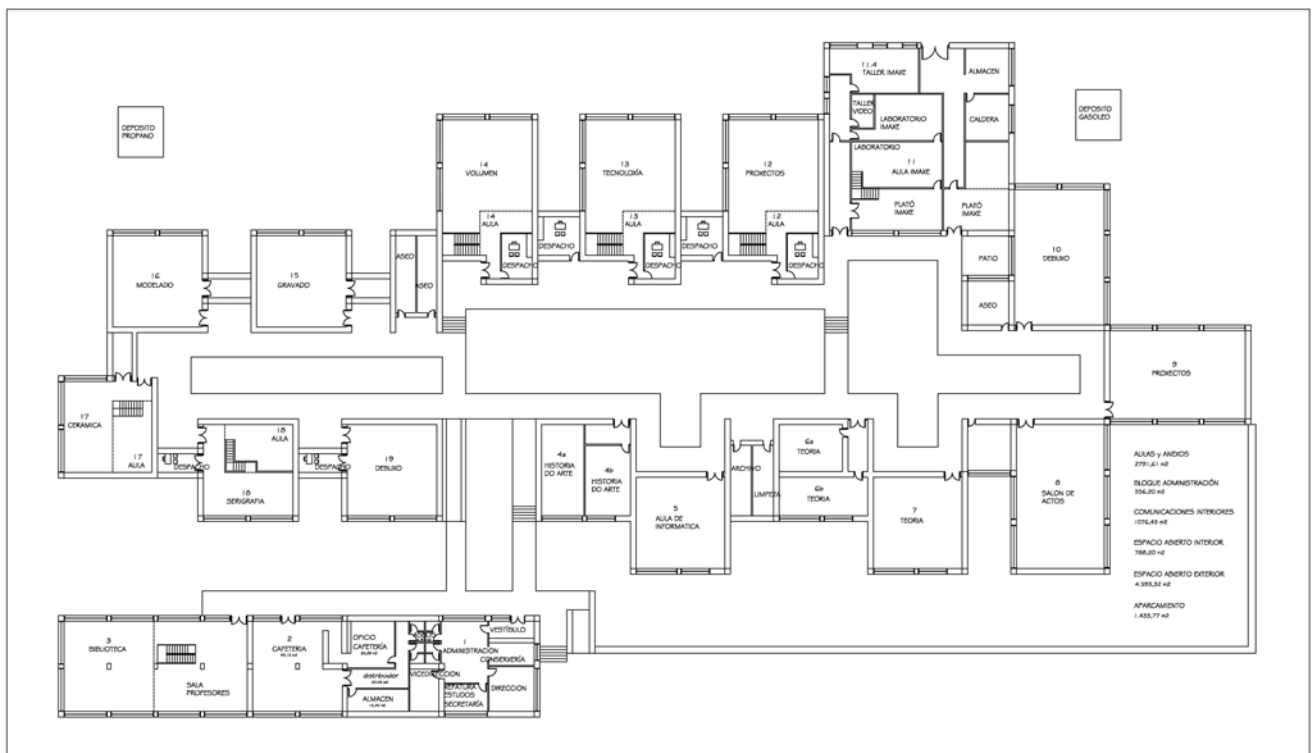 11.4
TALLER IMAXE
ALMACEN
TALLER
VIDEO
LABORATORIO
IMAXE
CALDERA
LABORATORIO
11
AULA IMAXE
PLATÓ
IMAXE
PLATÓ
IMAXE
DEPOSITO
PROPANO
DEPOSITO
GASOLEO
14
VOLUMEN
13
TECNOLOXÍA
12
PROXECTOS
14
AULA
13
AULA
12
AULA
DESPACHO
DESPACHO
DESPACHO
DESPACHO
DESPACHO
16
MODELADO
15
GRAVADO
ASEO
ASEO
PATIO
ASEO
10
DEBUXO
9
PROXECTOS
17
CERAMICA
17
AULA
DESPACHO
18
AULA
18
SERIGRAFIA
DESPACHO
19
DEBUXO
4a
HISTORIA
DO ARTE
4b
HISTORIA
DO ARTE
5
AULA DE
INFORMATICA
ARCHIVO
LIMPEZA
6a
TEORIA
6b
TEORIA
7
TEORIA
8
SALON DE
ACTOS
AULAS y ANEXOS
2791,61 m2
BLOQUE ADMINISTRACIÓN
556,20 m2
COMUNICACIONES INTERIORES
1076,45 m2
ESPACIO ABIERTO INTERIOR
788,20 m2
ESPACIO ABIERTO EXTERIOR
4.593,32 m2
APARCAMIENTO
1.455,77 m2
3
BIBLIOTECA
SALA
PROFESORES
2
CAFETERIA
OFICIO
CAFETERÍA
distribuidor
ALMACEN
1
ADMINISTRACION
VESTÍBULO
CONSERXERÍA
VICEDIRECCION
XEFATURA
ESTUDOS
SECRETARÍA
DIRECCION